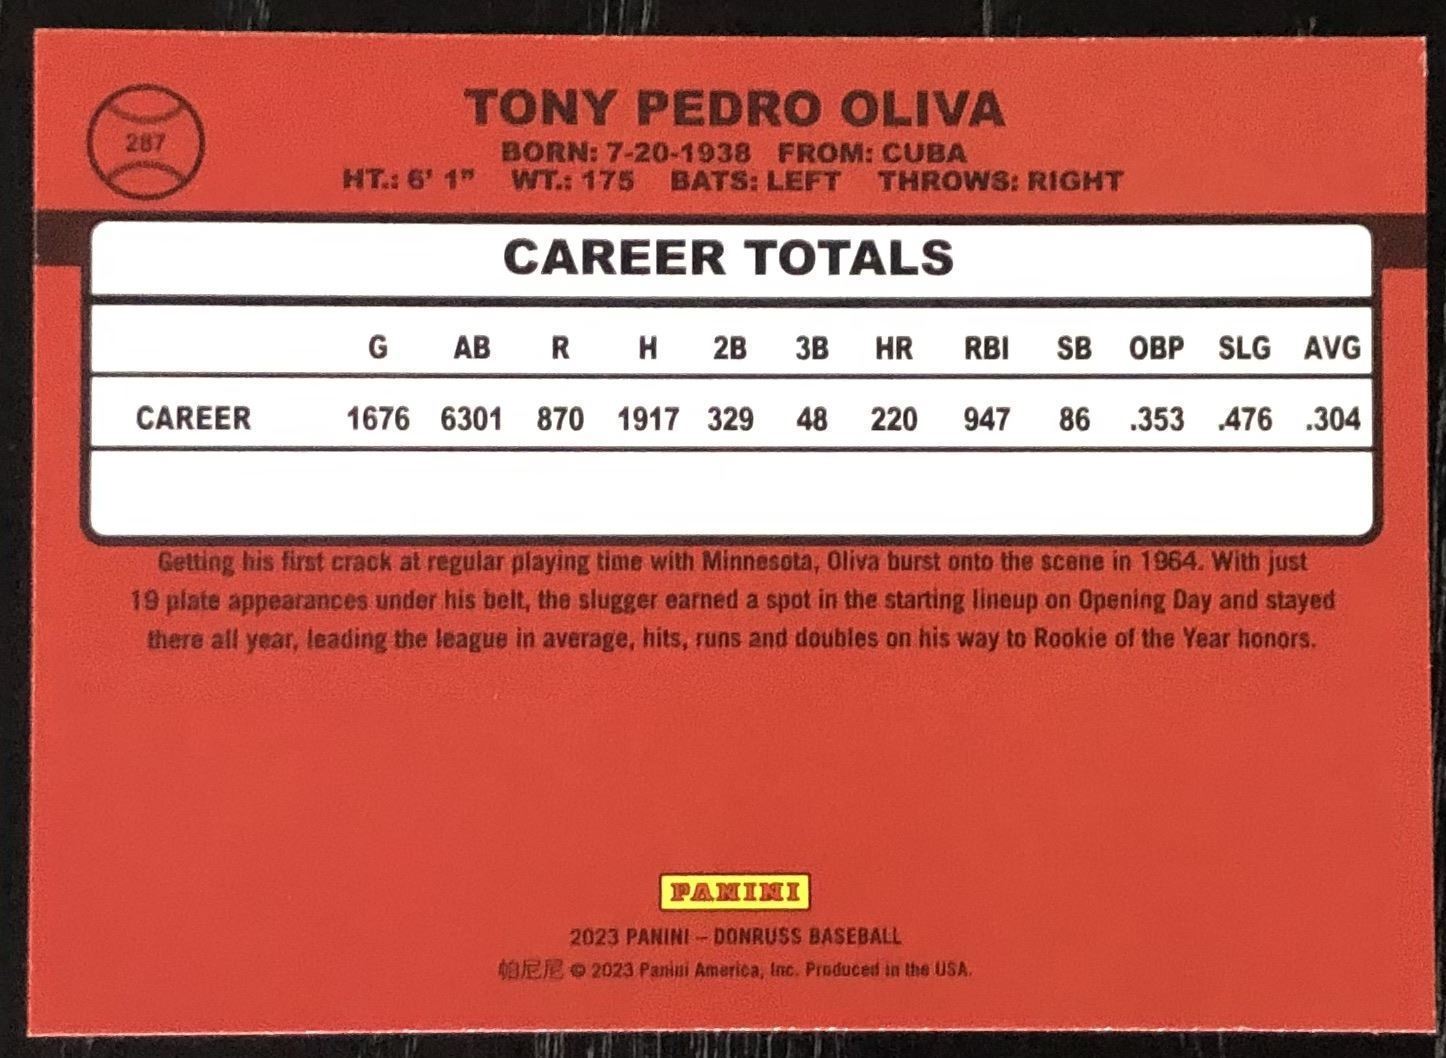 287
TONY PEDRO OLIVA
BORN: 7-20-1938 FROM: CUBA
HT.: 6' 1" WT.: 175 BATS: LEFT THROWS: RIGHT
CAREER TOTALS
G AB R H 2B 3B HR RBI SB OBP SLG AVG
CAREER 1676 6301 870 1917 329 48 220 947 86 .353 .476 .304
Getting his first crack at regular playing time with Minnesota, Oliva burst onto the scene in 1964. With just
19 plate appearances under his belt, the slugger earned a spot in the starting lineup on Opening Day and stayed
there all year, leading the league in average, hits, runs and doubles on his way to Rookie of the Year honors.
PANINI
2023 PANINI – DONRUSS BASEBALL
帕尼尼 © 2023 Panini America, Inc. Produced in the USA.